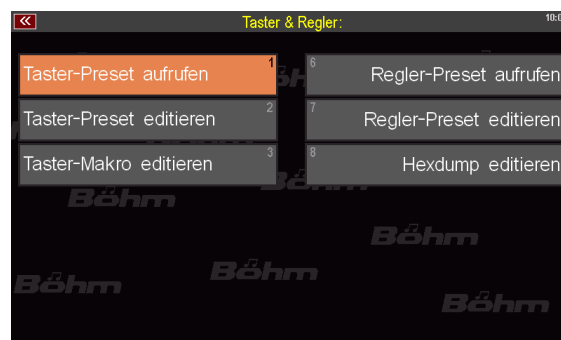 Taster & Regler:
Taster-Preset aufrufen 1
6 Regler-Preset aufrufen
Taster-Preset editieren 2
7 Regler-Preset editieren
Taster-Makro editieren 3
8 Hexdump editieren
Böhm
Böhm
Böhm
Böhm
Böhm